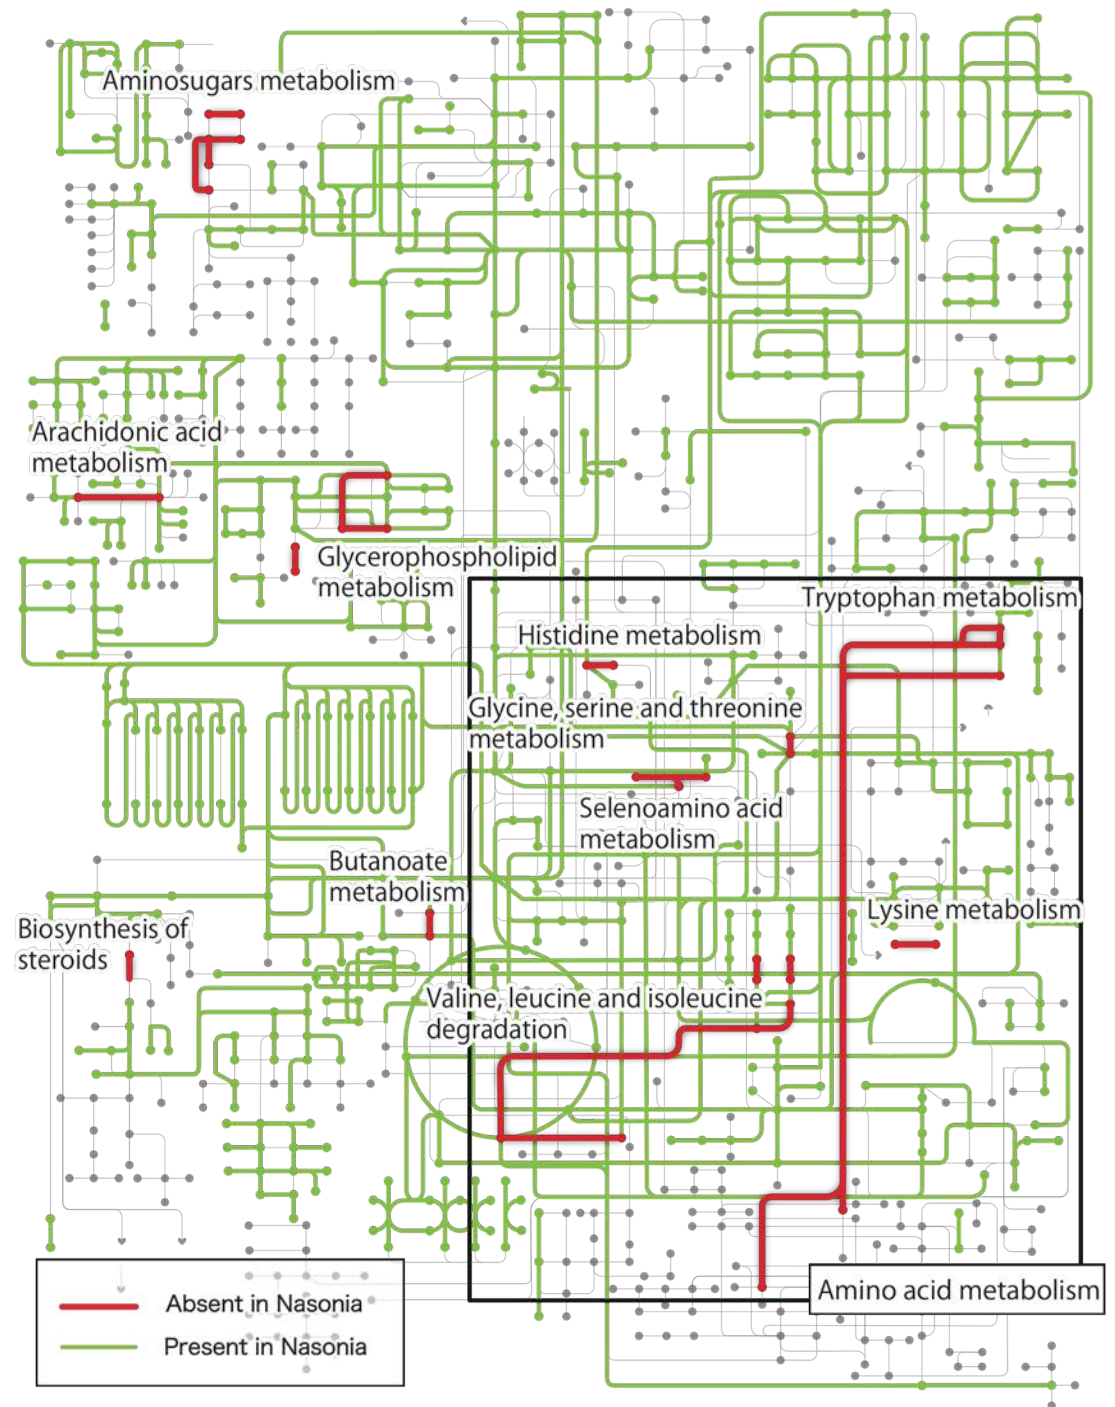 Aminosugars metabolism
Arachidonic acid
metabolism
Glycerophospholipid
metabolism
Tryptophan metabolism
Histidine metabolism
Glycine, serine and threonine
metabolism
Selenoamino acid
metabolism
Butanoate
metabolism
Lysine metabolism
Biosynthesis of
steroids
Valine, leucine and isoleucine
degradation
Amino acid metabolism
Absent in Nasonia
Present in Nasonia